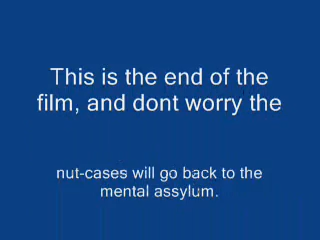 This is the end of the
film, and dont worry the
nut-cases will go back to the
mental assylum.